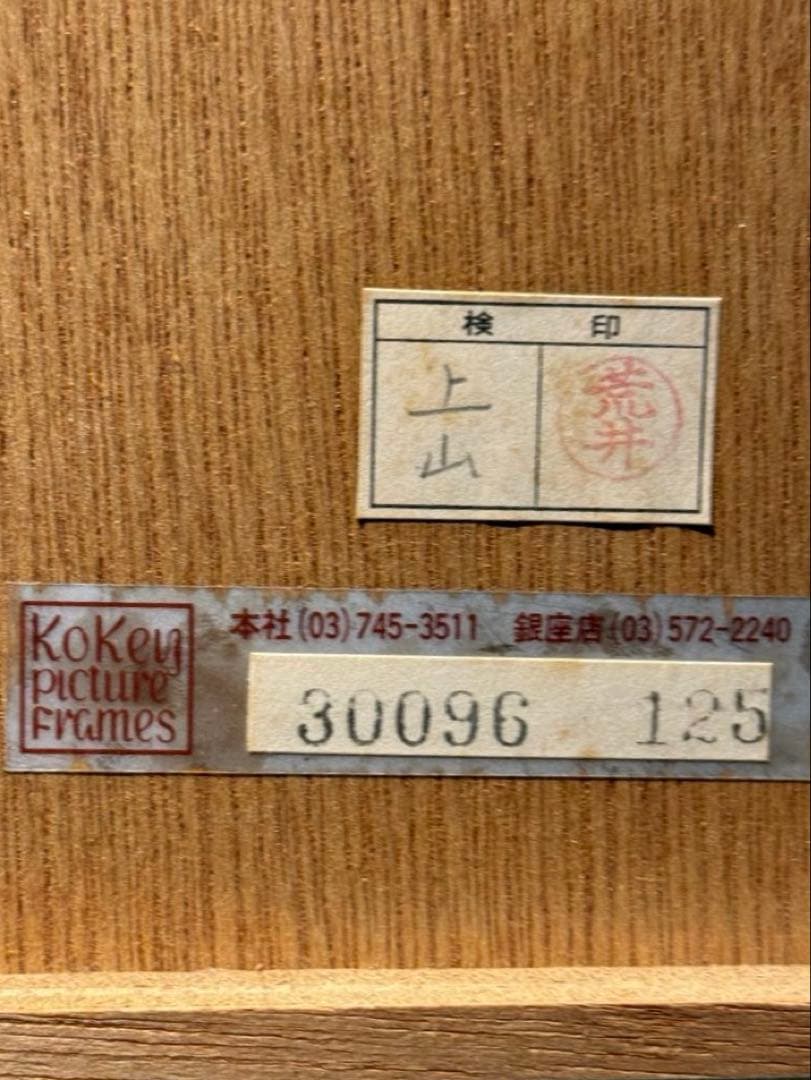 検 印
上山
荒井
KoKey
picture
Frames
本社(03)745-3511 銀座店(03)572-2240
30096 125